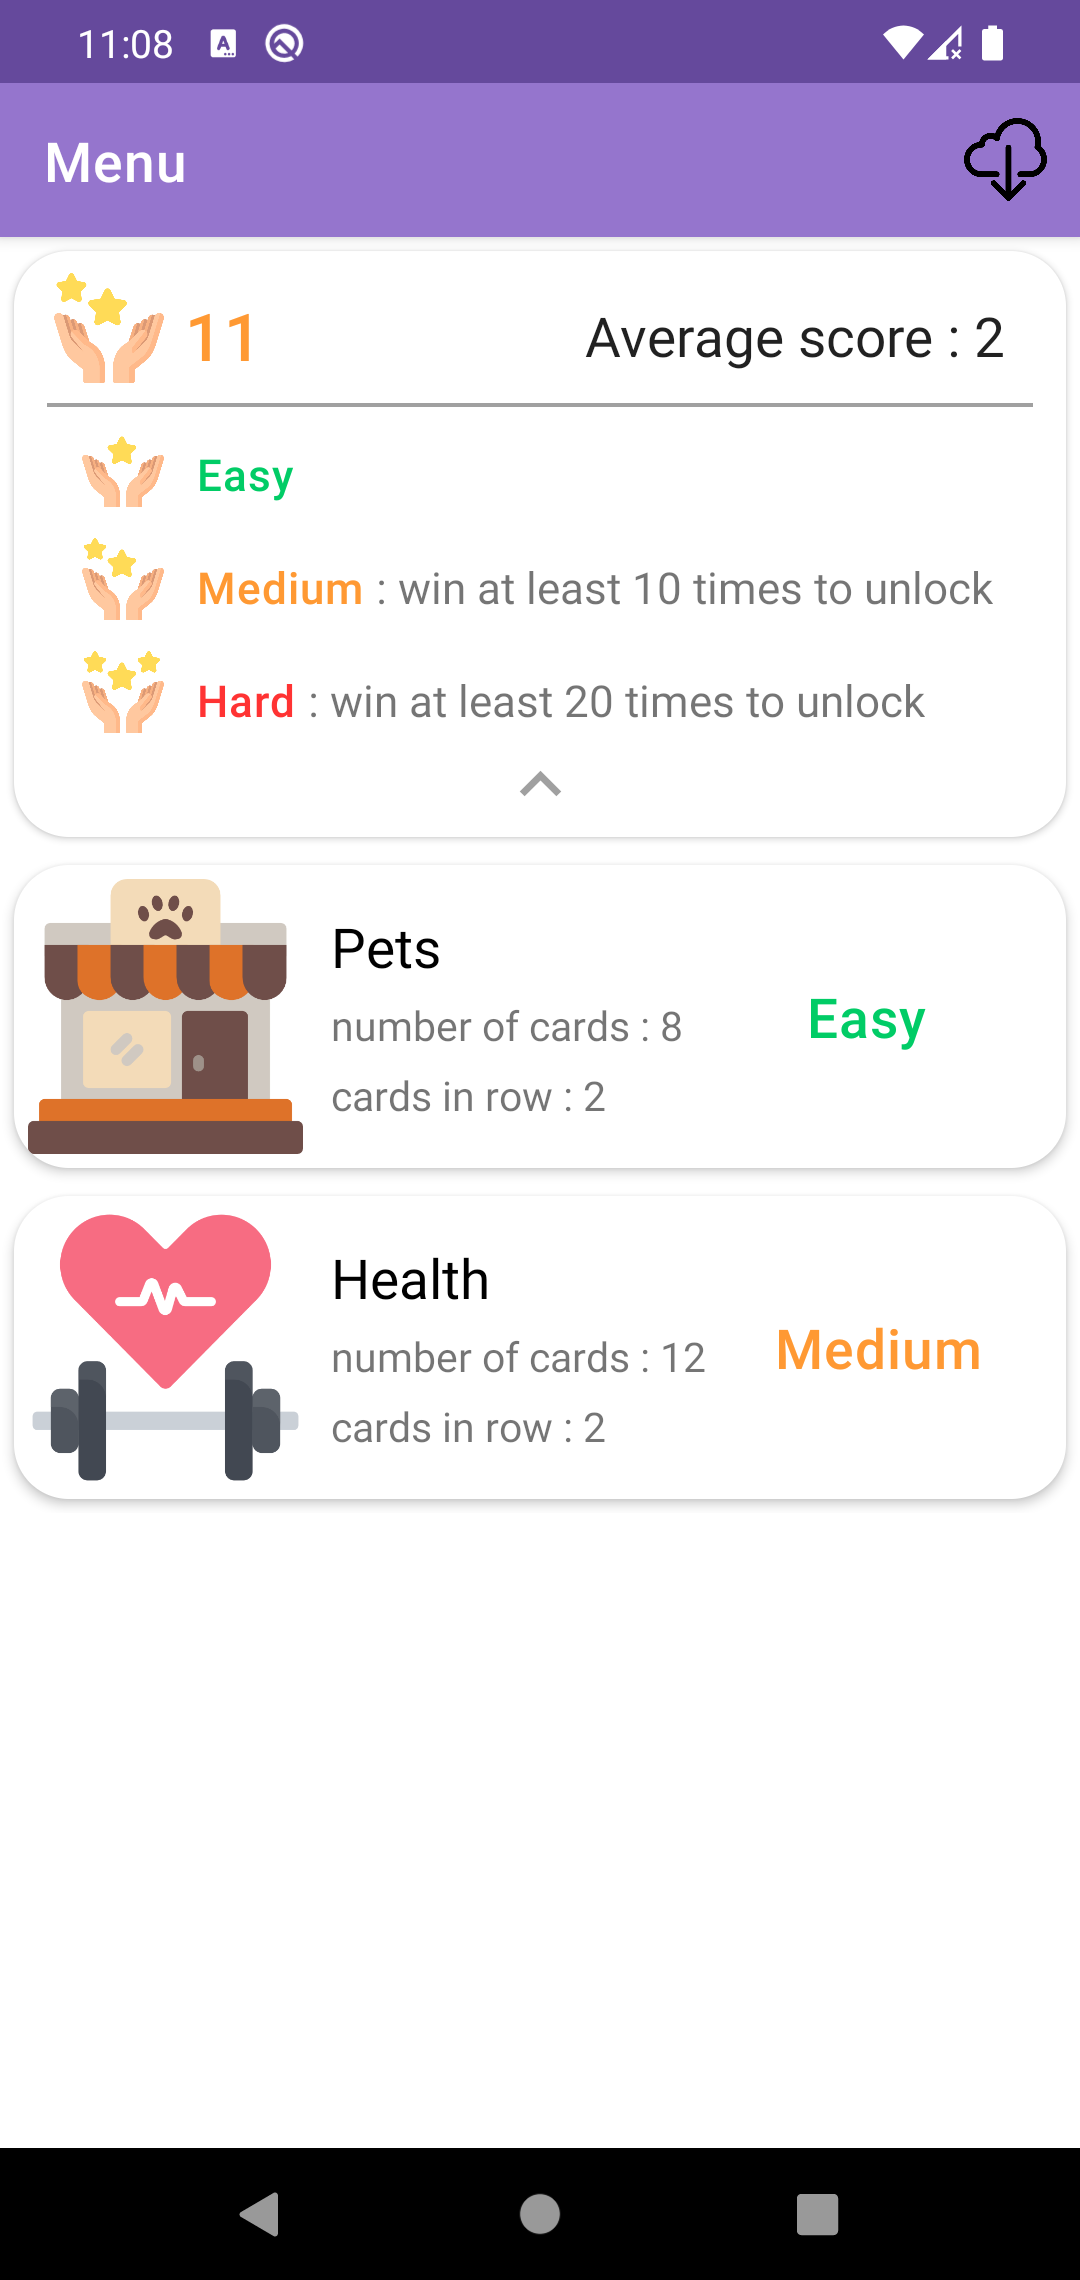 11:08
Menu
11
Average score : 2
Easy
Medium : win at least 10 times to unlock
Hard : win at least 20 times to unlock
Pets
number of cards : 8
cards in row : 2
Easy
Health
number of cards : 12
cards in row : 2
Medium